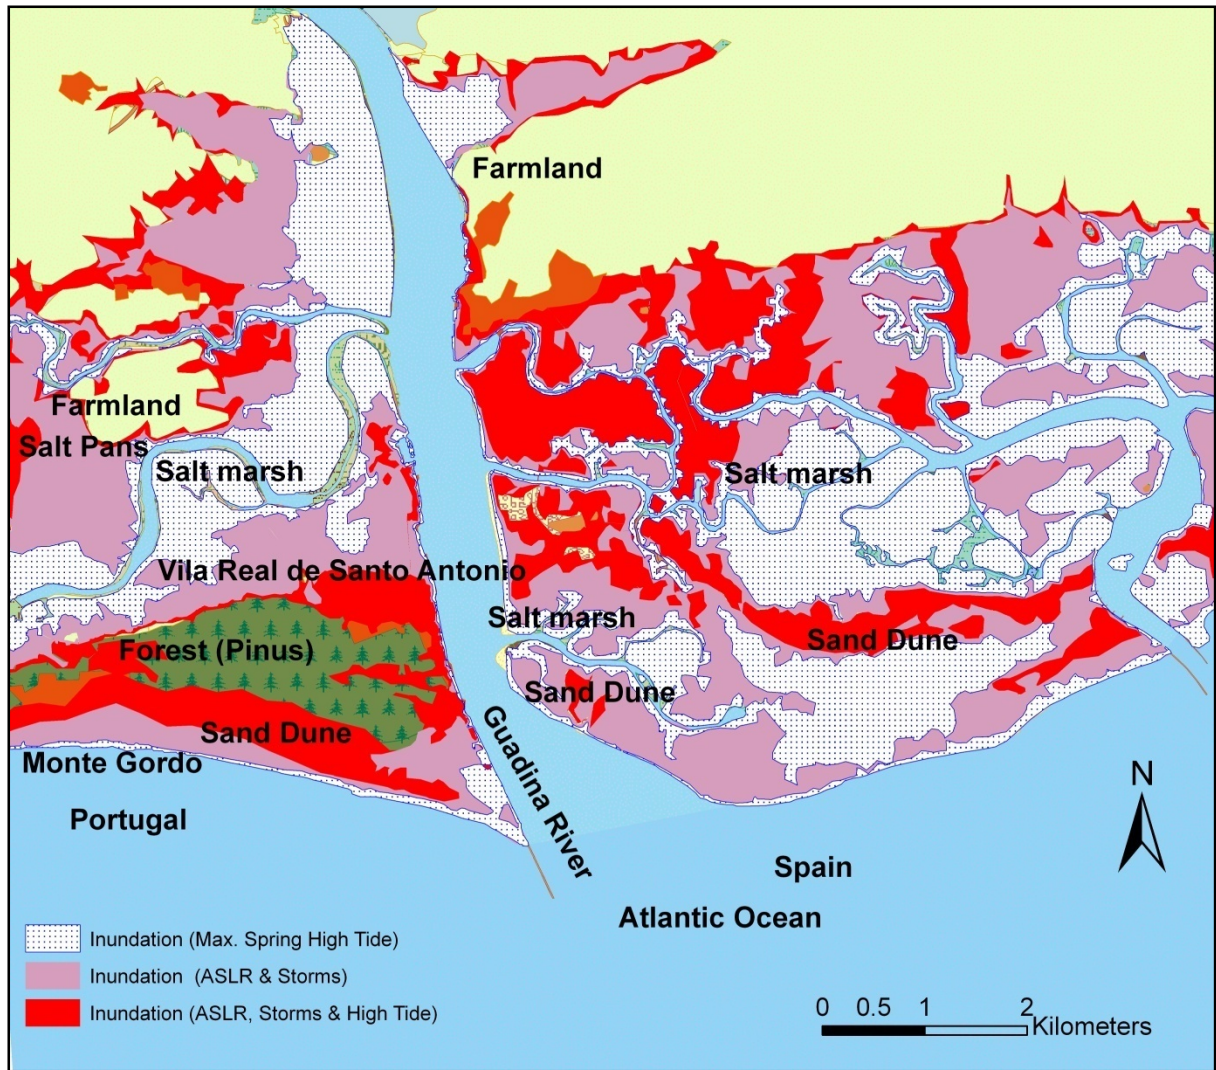 Farmland
Farmland
Salt Pans
Salt marsh
Salt marsh
Vila Real de Santo Antonio
Salt marsh
Forest (Pinus)
Sand Dune
Sand Dune
Sand Dune
Monte Gordo
Guadina River
Portugal
N
Spain
Atlantic Ocean
Inundation (Max. Spring High Tide)
Inundation (ASLR & Storms)
Inundation (ASLR, Storms & High Tide)
0 0.5 1 2
Kilometers